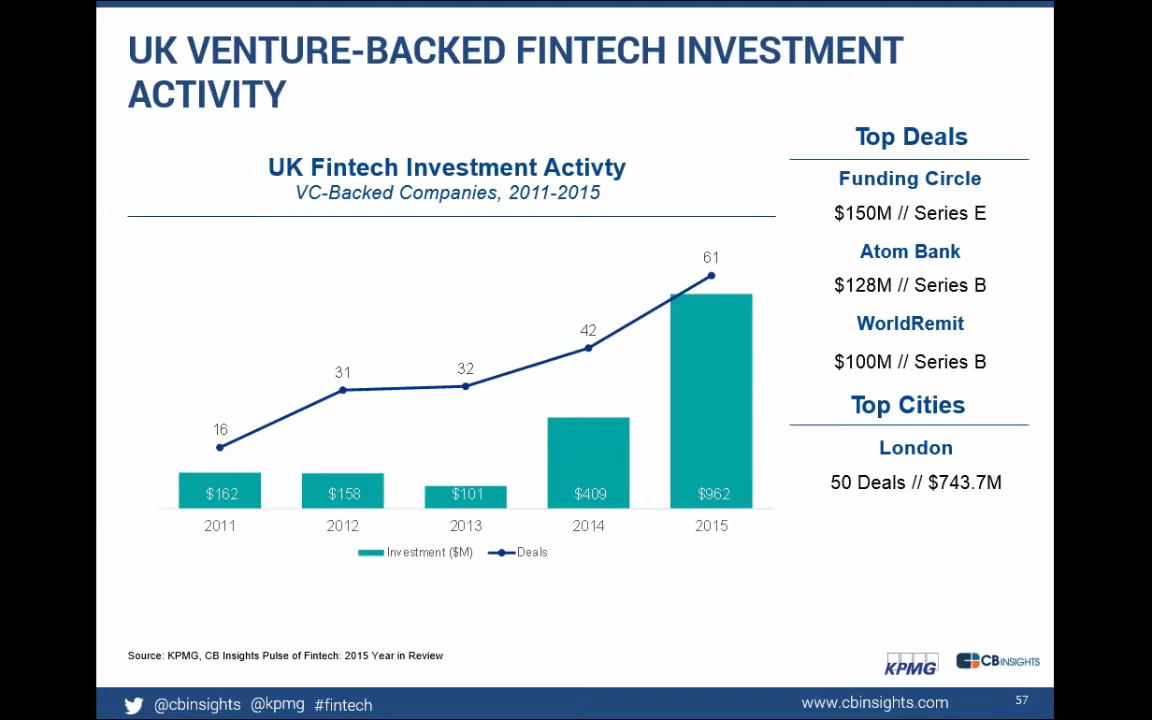 UK VENTURE-BACKED FINTECH INVESTMENT
ACTIVITY
UK Fintech Investment Activty
VC-Backed Companies, 2011-2015
61
42
32
31
16
$162
$158
$101
$409
$962
2011
2012
2013
2014
2015
Investment ($M)
Deals
Top Deals
Funding Circle
$150M // Series E
Atom Bank
$128M // Series B
WorldRemit
$100M // Series B
Top Cities
London
50 Deals // $743.7M
Source: KPMG, CB Insights Pulse of Fintech: 2015 Year in Review
KPMG
CBINSIGHTS
@cbinsights @kpmg #fintech
www.cbinsights.com
57